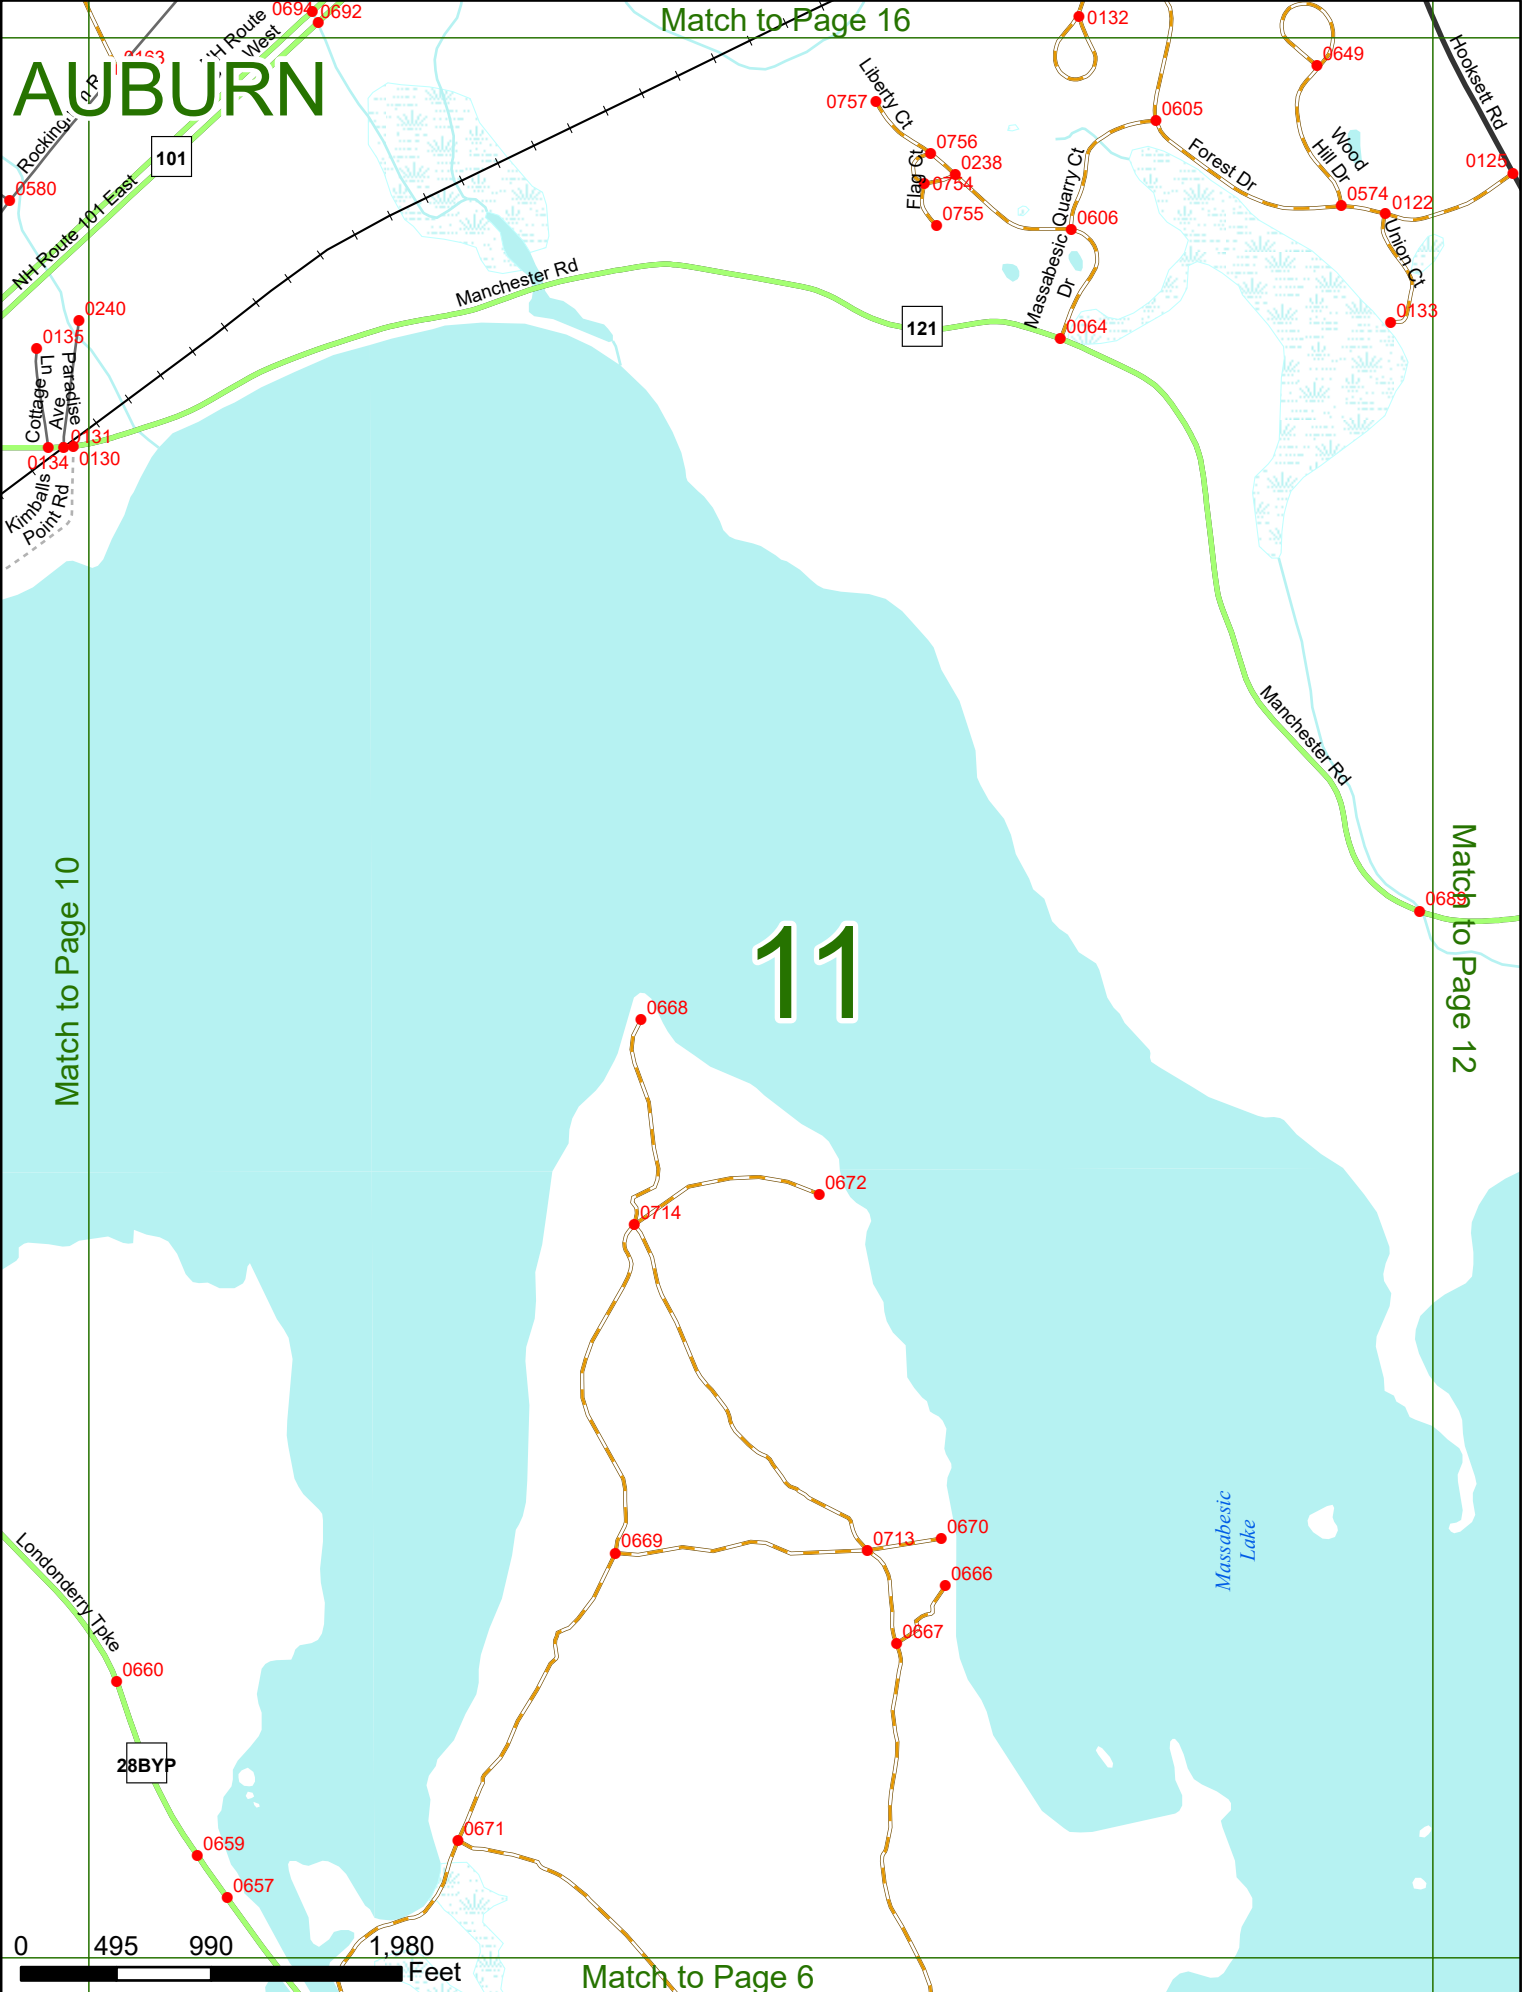 Match to Page 16
0694
0692
0132
0163
NH Route
West
AUBURN
0649
Hooksett Rd
Liberty Ct
0757
0605
Rocking
101
0756
Wood
Hill Dr
0125
Forest Dr
0238
Flag Ct
0754
Quarry Ct
0580
0574
0122
0755
0606
NH Route 101 East
Union Ct
Manchester Rd
Massabesic
Dr
0240
121
0133
0064
0135
Cottage Ln
Paradise
Ave
0131
0134
0130
Kimballs
Point Rd
Manchester Rd
Match to Page 10
Match to Page 12
0689
11
0668
0672
0714
Massabesic
Lake
0669
0713
0670
0666
Londonderry Tpke
0667
0660
28BYP
0671
0659
0657
0
495
990
1,980
Feet
Match to Page 6